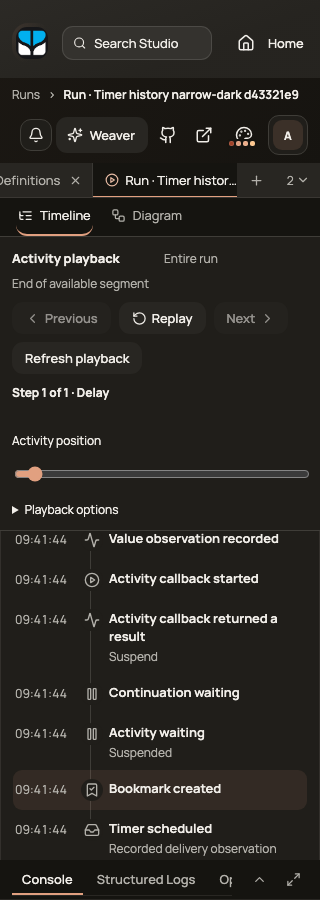 Search Studio
Home
Runs > Run · Timer history narrow-dark d43321e9
Weaver
A
Definitions ×
Run · Timer histor...
+
2
Timeline
Diagram
Activity playback
Entire run
End of available segment
Previous
Replay
Next
Refresh playback
Step 1 of 1 · Delay
Activity position
Playback options
09:41:44 Value observation recorded
09:41:44 Activity callback started
09:41:44 Activity callback returned a
result
Suspend
09:41:44 Continuation waiting
09:41:44 Activity waiting
Suspended
09:41:44 Bookmark created
09:41:44 Timer scheduled
Recorded delivery observation
Console
Structured Logs